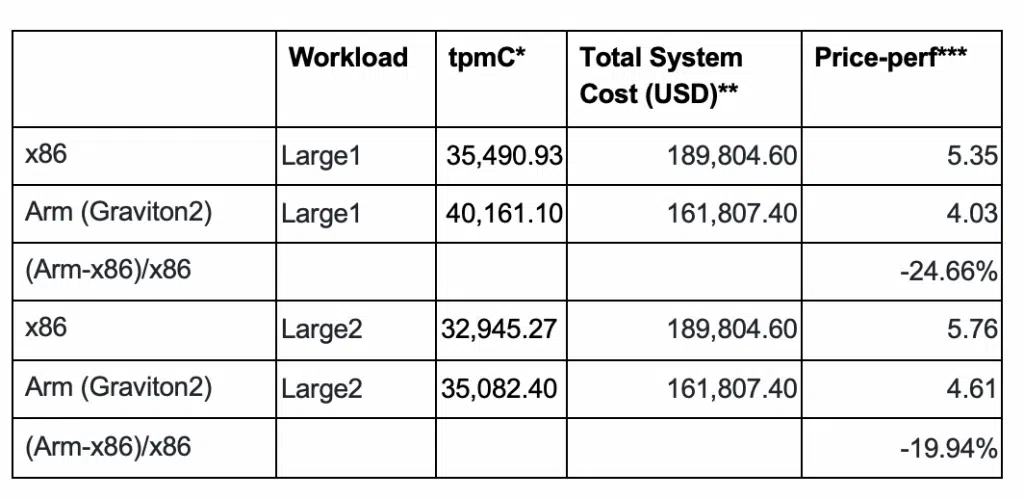 Workload tpmC* Total System Price-perf***
Cost (USD)**
x86 Large1 35,490.93 189,804.60 5.35
Arm (Graviton2) Large1 40,161.10 161,807.40 4.03
(Arm-x86)/x86 -24.66%
x86 Large2 32,945.27 189,804.60 5.76
Arm (Graviton2) Large2 35,082.40 161,807.40 4.61
(Arm-x86)/x86 -19.94%